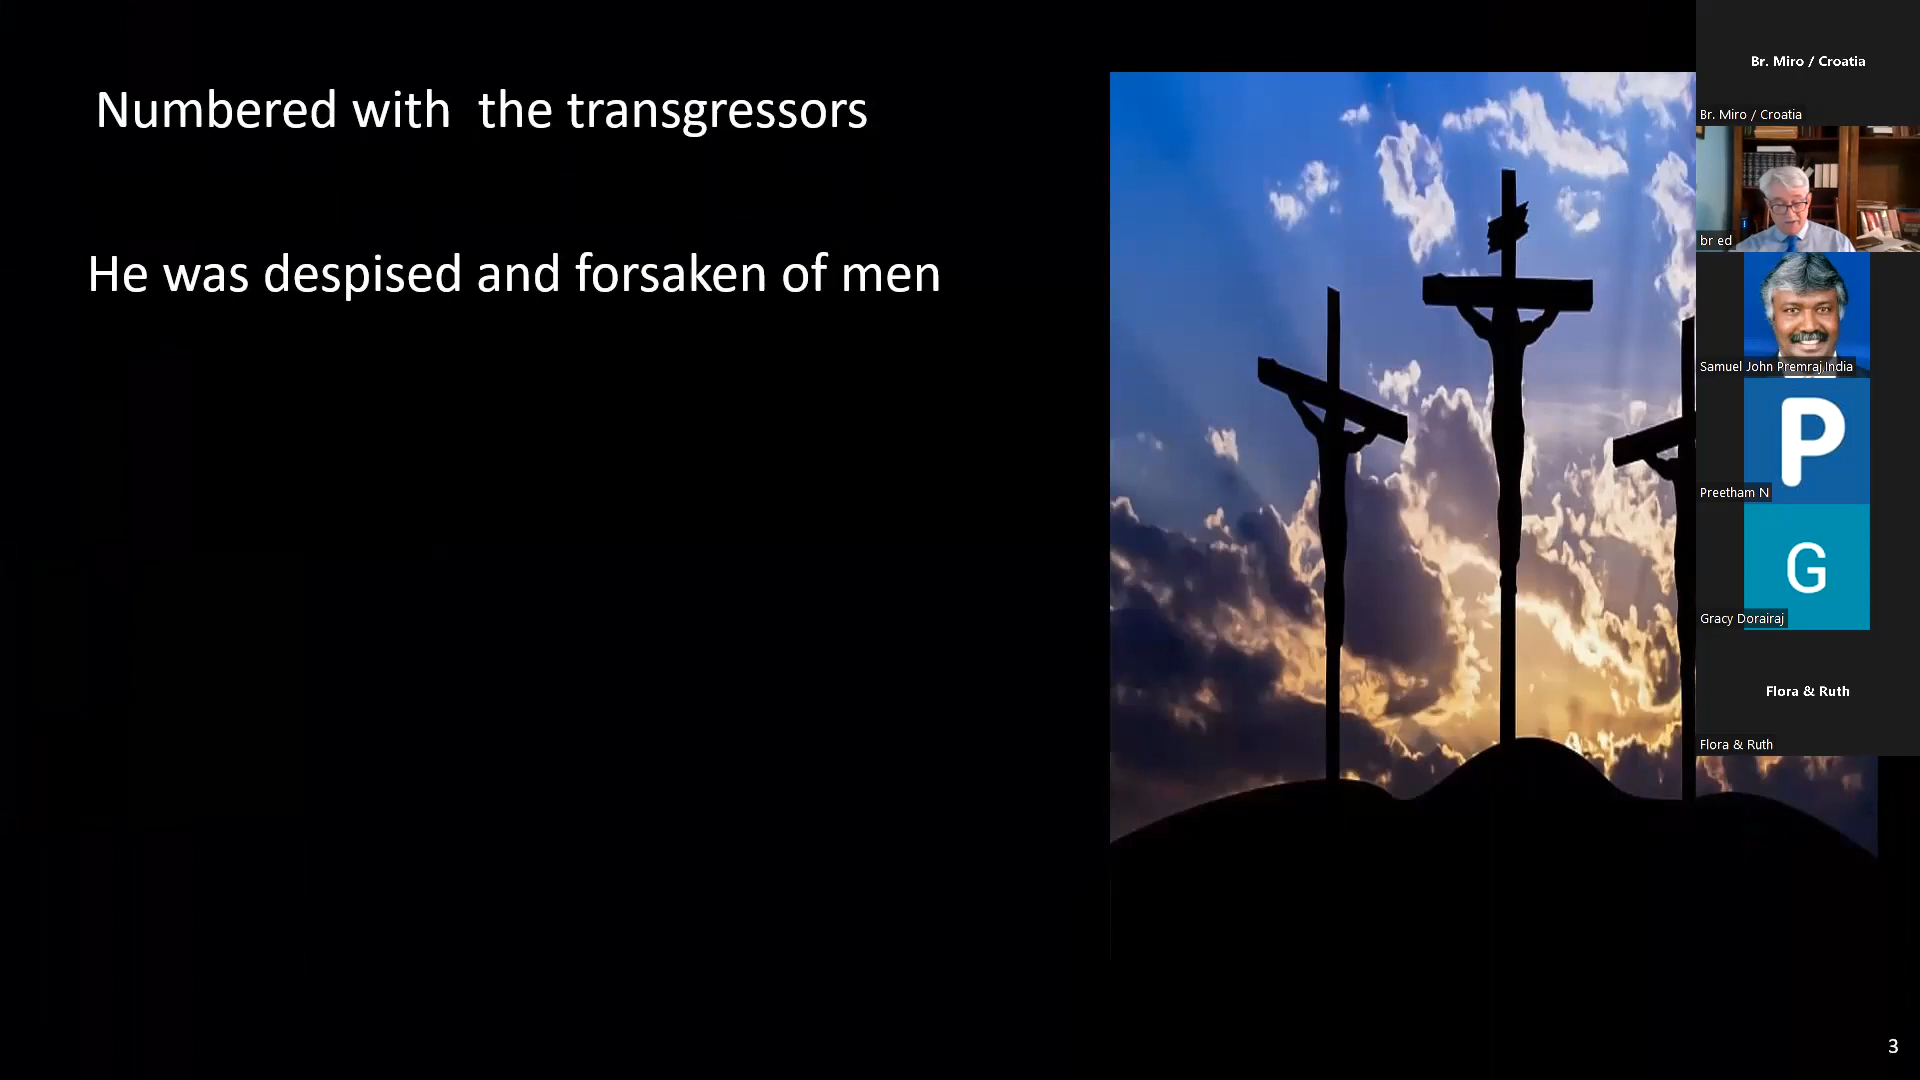 Numbered with  the transgressors
He was despised and forsaken of men
Br. Miro / Croatia
Br. Miro / Croatia
br ed
Samuel John Premraj,India
P
Preetham N
G
Gracy Dorairaj
Flora & Ruth
Flora & Ruth
3